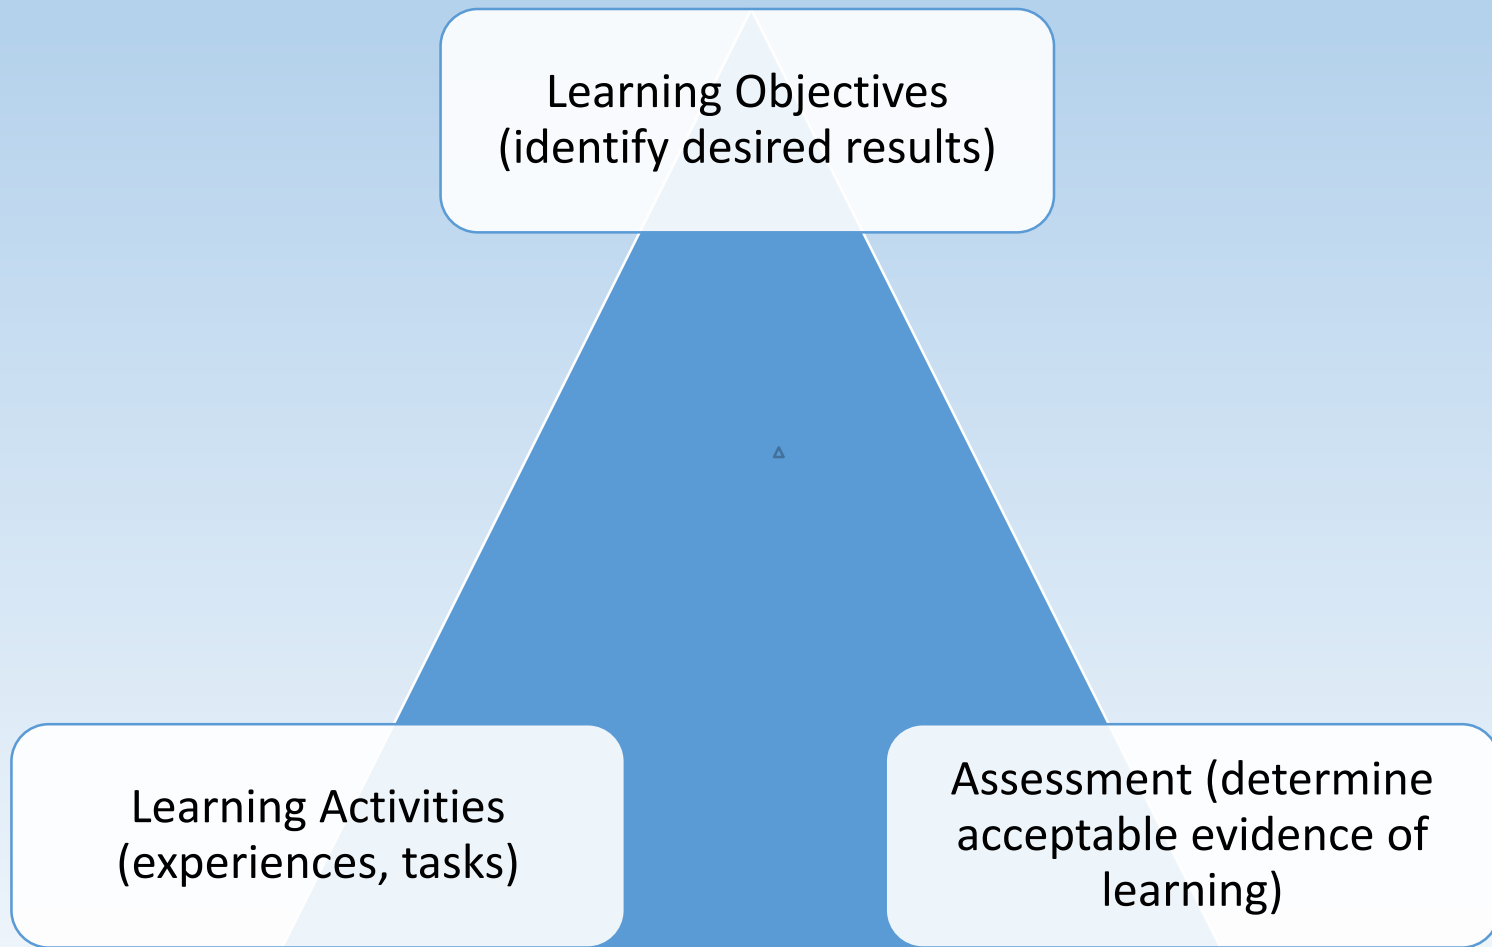 Learning Objectives
(identify desired results)
Learning Activities
(experiences, tasks)
Assessment (determine
acceptable evidence of
learning)